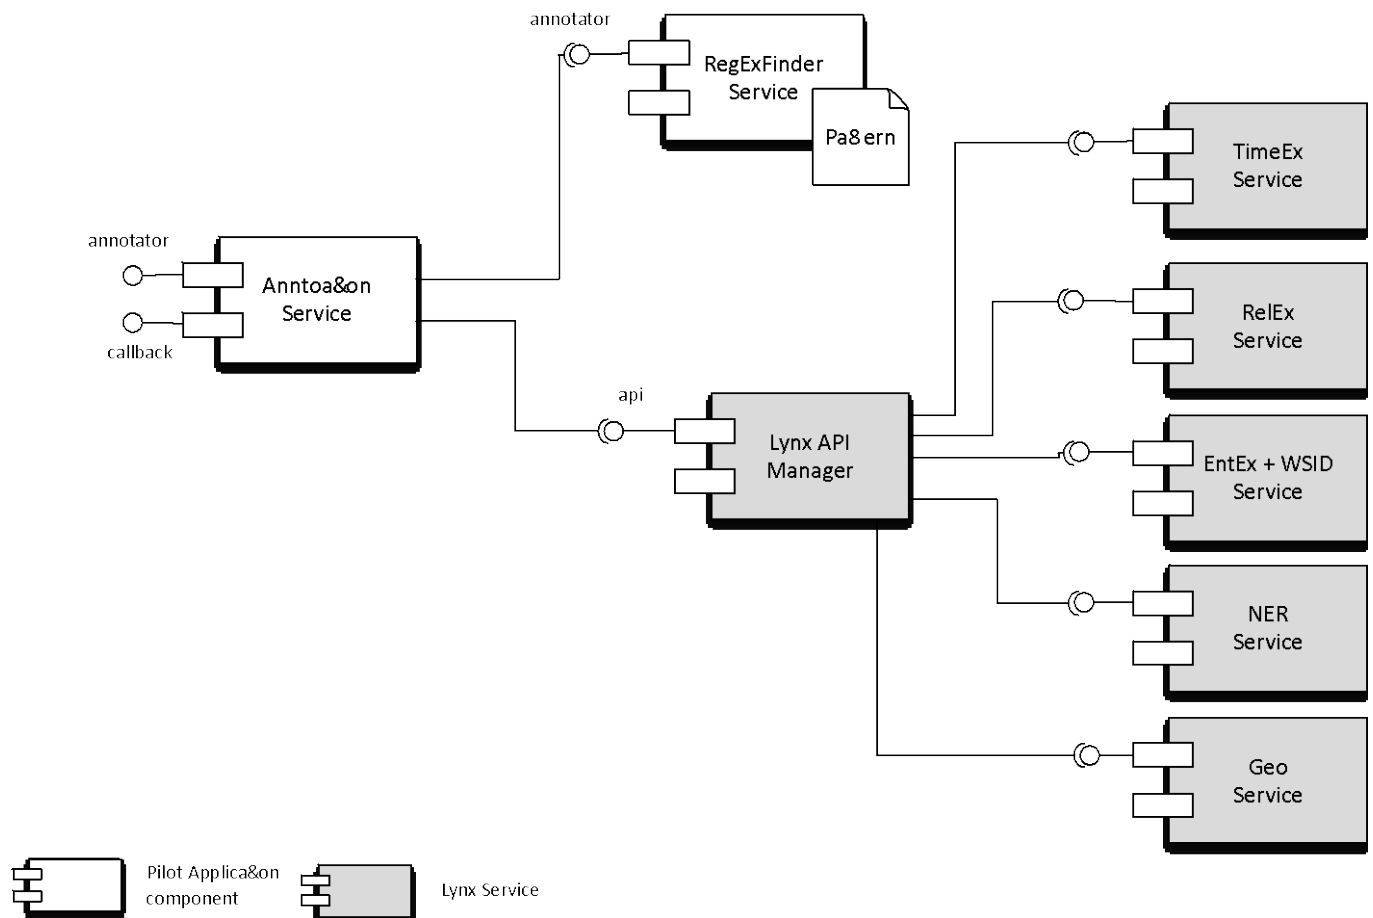 annotator
RegExFinder
Service
Pa8ern
TimeEx
Service
annotator
Anntoa&on
Service
callback
RelEx
Service
api
Lynx API
Manager
EntEx + WSID
Service
NER
Service
Geo
Service
Pilot Applica&on
component
Lynx Service